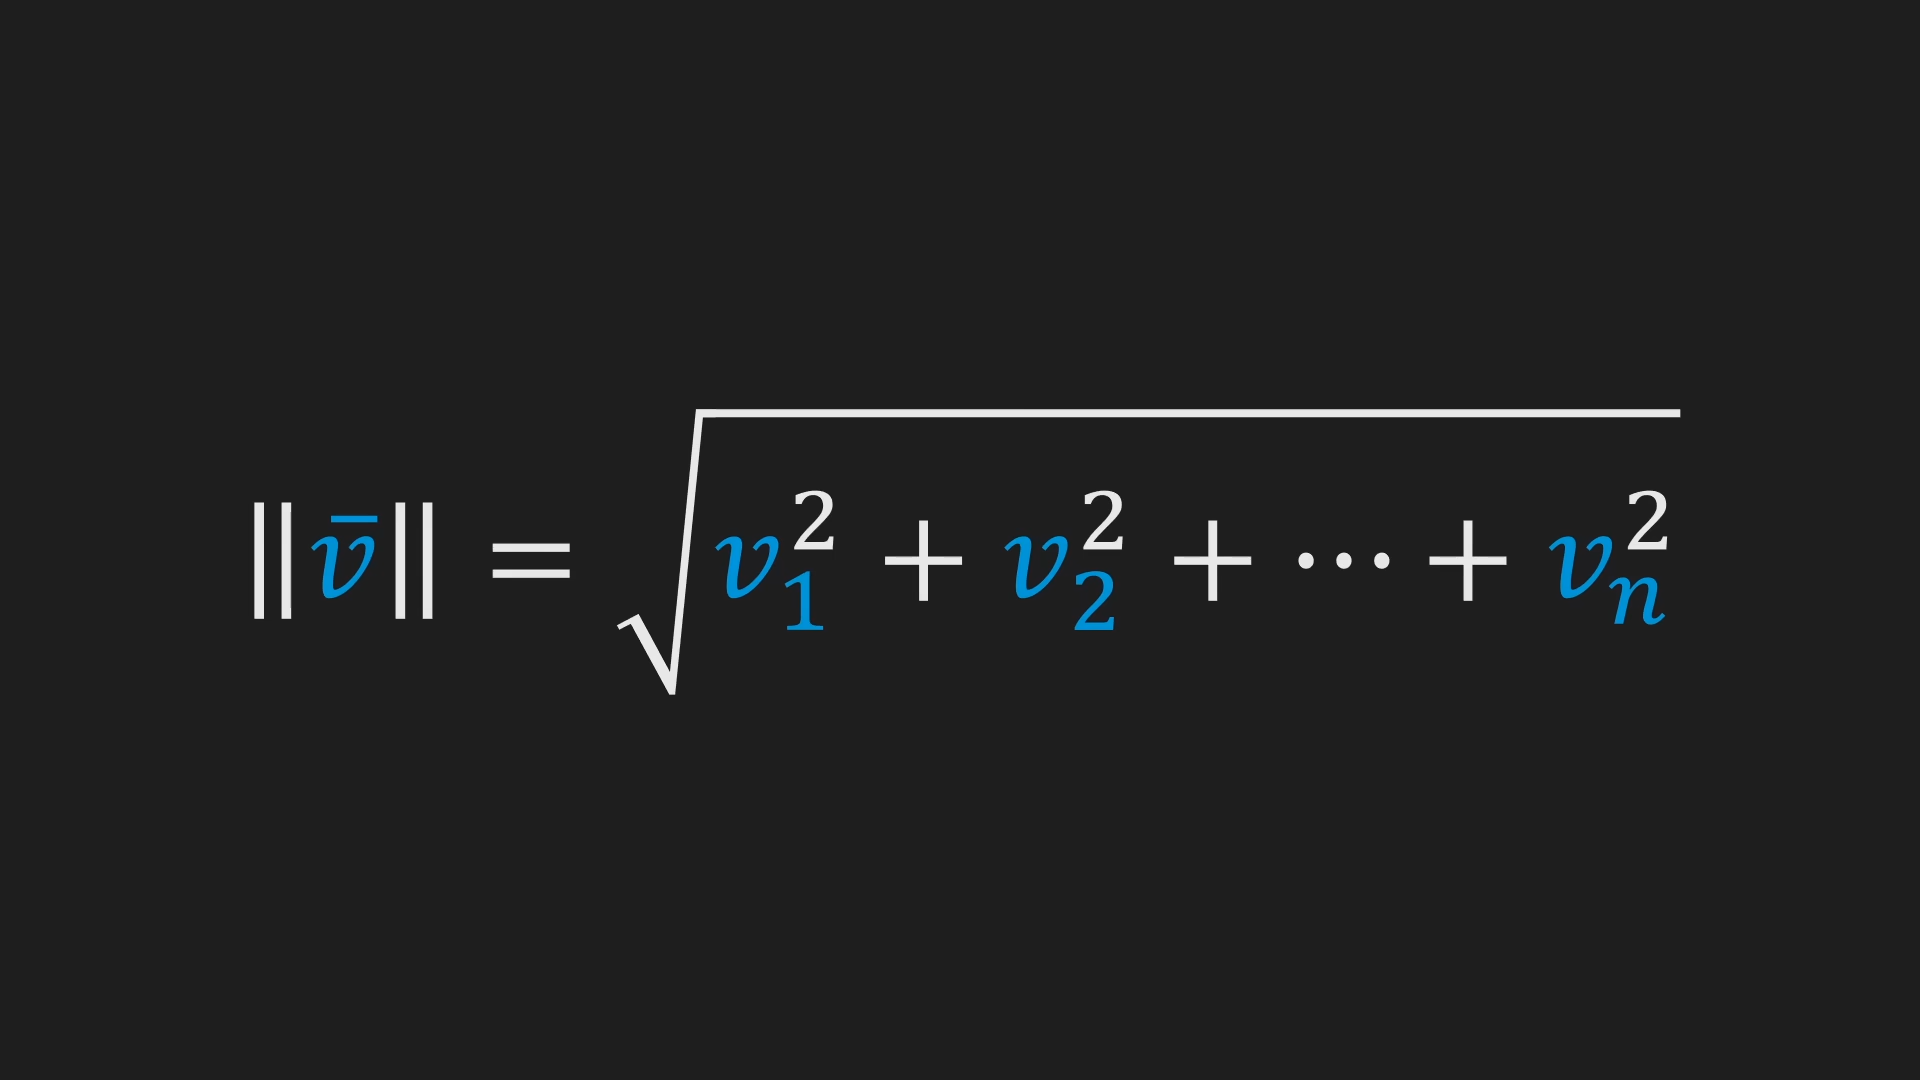 ‖v̄‖ = √(v₁² + v₂² + ⋯ + vₙ²)